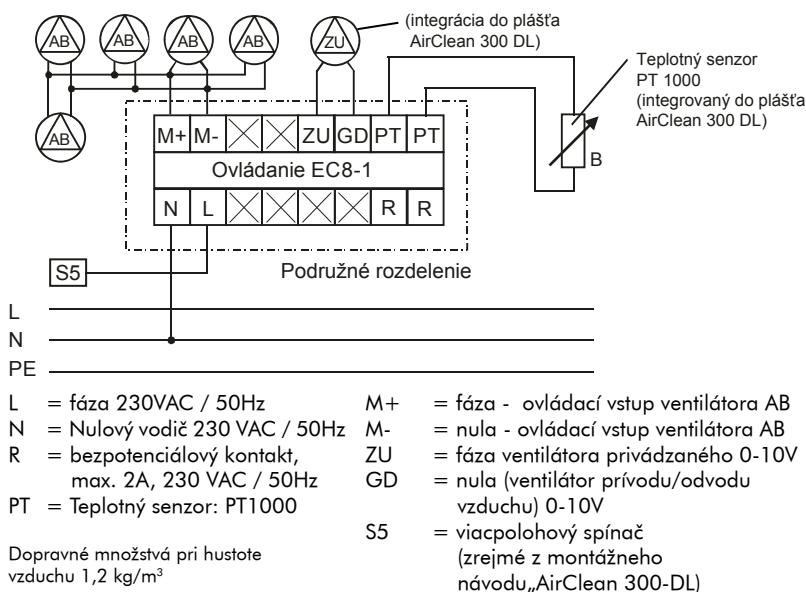 AB AB AB AB ZU
(integrácia do plášťa
AirClean 300 DL)
Teplotný senzor
PT 1000
(integrovaný do plášťa
AirClean 300 DL)
AB
M+ M- ZU GD PT PT
Ovládanie EC8-1
B
N L R R
S5
Podružné rozdelenie
L
N
PE
L = fáza 230VAC / 50Hz
N = Nulový vodič 230 VAC / 50Hz
R = bezpotenciálový kontakt,
max. 2A, 230 VAC / 50Hz
PT = Teplotný senzor: PT1000
Dopravné množstvá pri hustote
vzduchu 1,2 kg/m³
M+ = fáza - ovládací vstup ventilátora AB
M- = nula - ovládací vstup ventilátora AB
ZU = fáza ventilátora privádzaného 0-10V
GD = nula (ventilátor prívodu/odvodu
vzduchu) 0-10V
S5 = viacpolohový spínač
(zrejmé z montážneho
návodu„AirClean 300-DL)